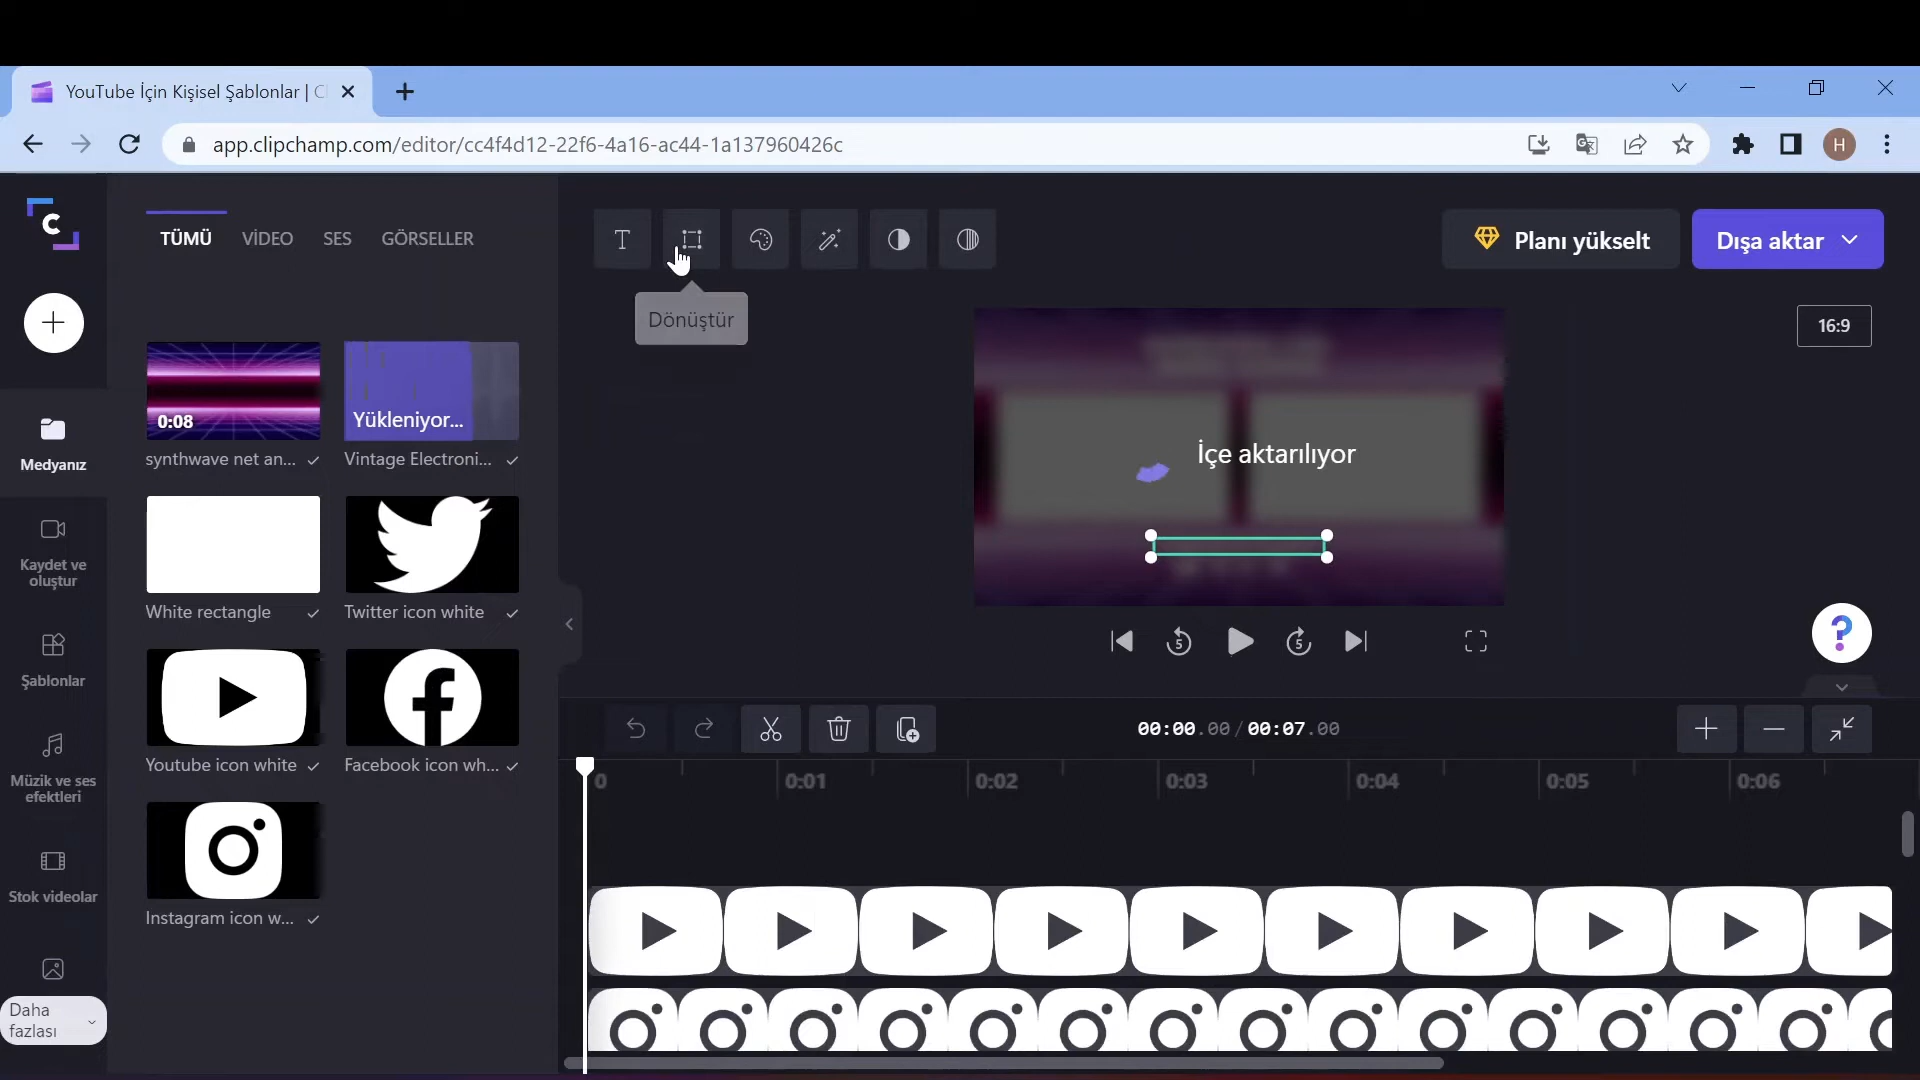 YouTube İçin Kişisel Şablonlar | C
app.clipchamp.com/editor/cc4f4d12-22f6-4a16-ac44-1a137960426c
H
C
TÜMÜ
VİDEO
SES
GÖRSELLER
T
Dönüştür
Planı yükselt
Dışa aktar
16:9
0:08
synthwave net an...
Yükleniyor...
Vintage Electroni...
İçe aktarılıyor
Medyanız
Kaydet ve
oluştur
White rectangle
Twitter icon white
5
5
?
Şablonlar
Youtube icon white
Facebook icon wh...
00:00.00 / 00:07.00
0
0:01
0:02
0:03
0:04
0:05
0:06
Müzik ve ses
efektleri
Stok videolar
Instagram icon w...
Daha
fazlası